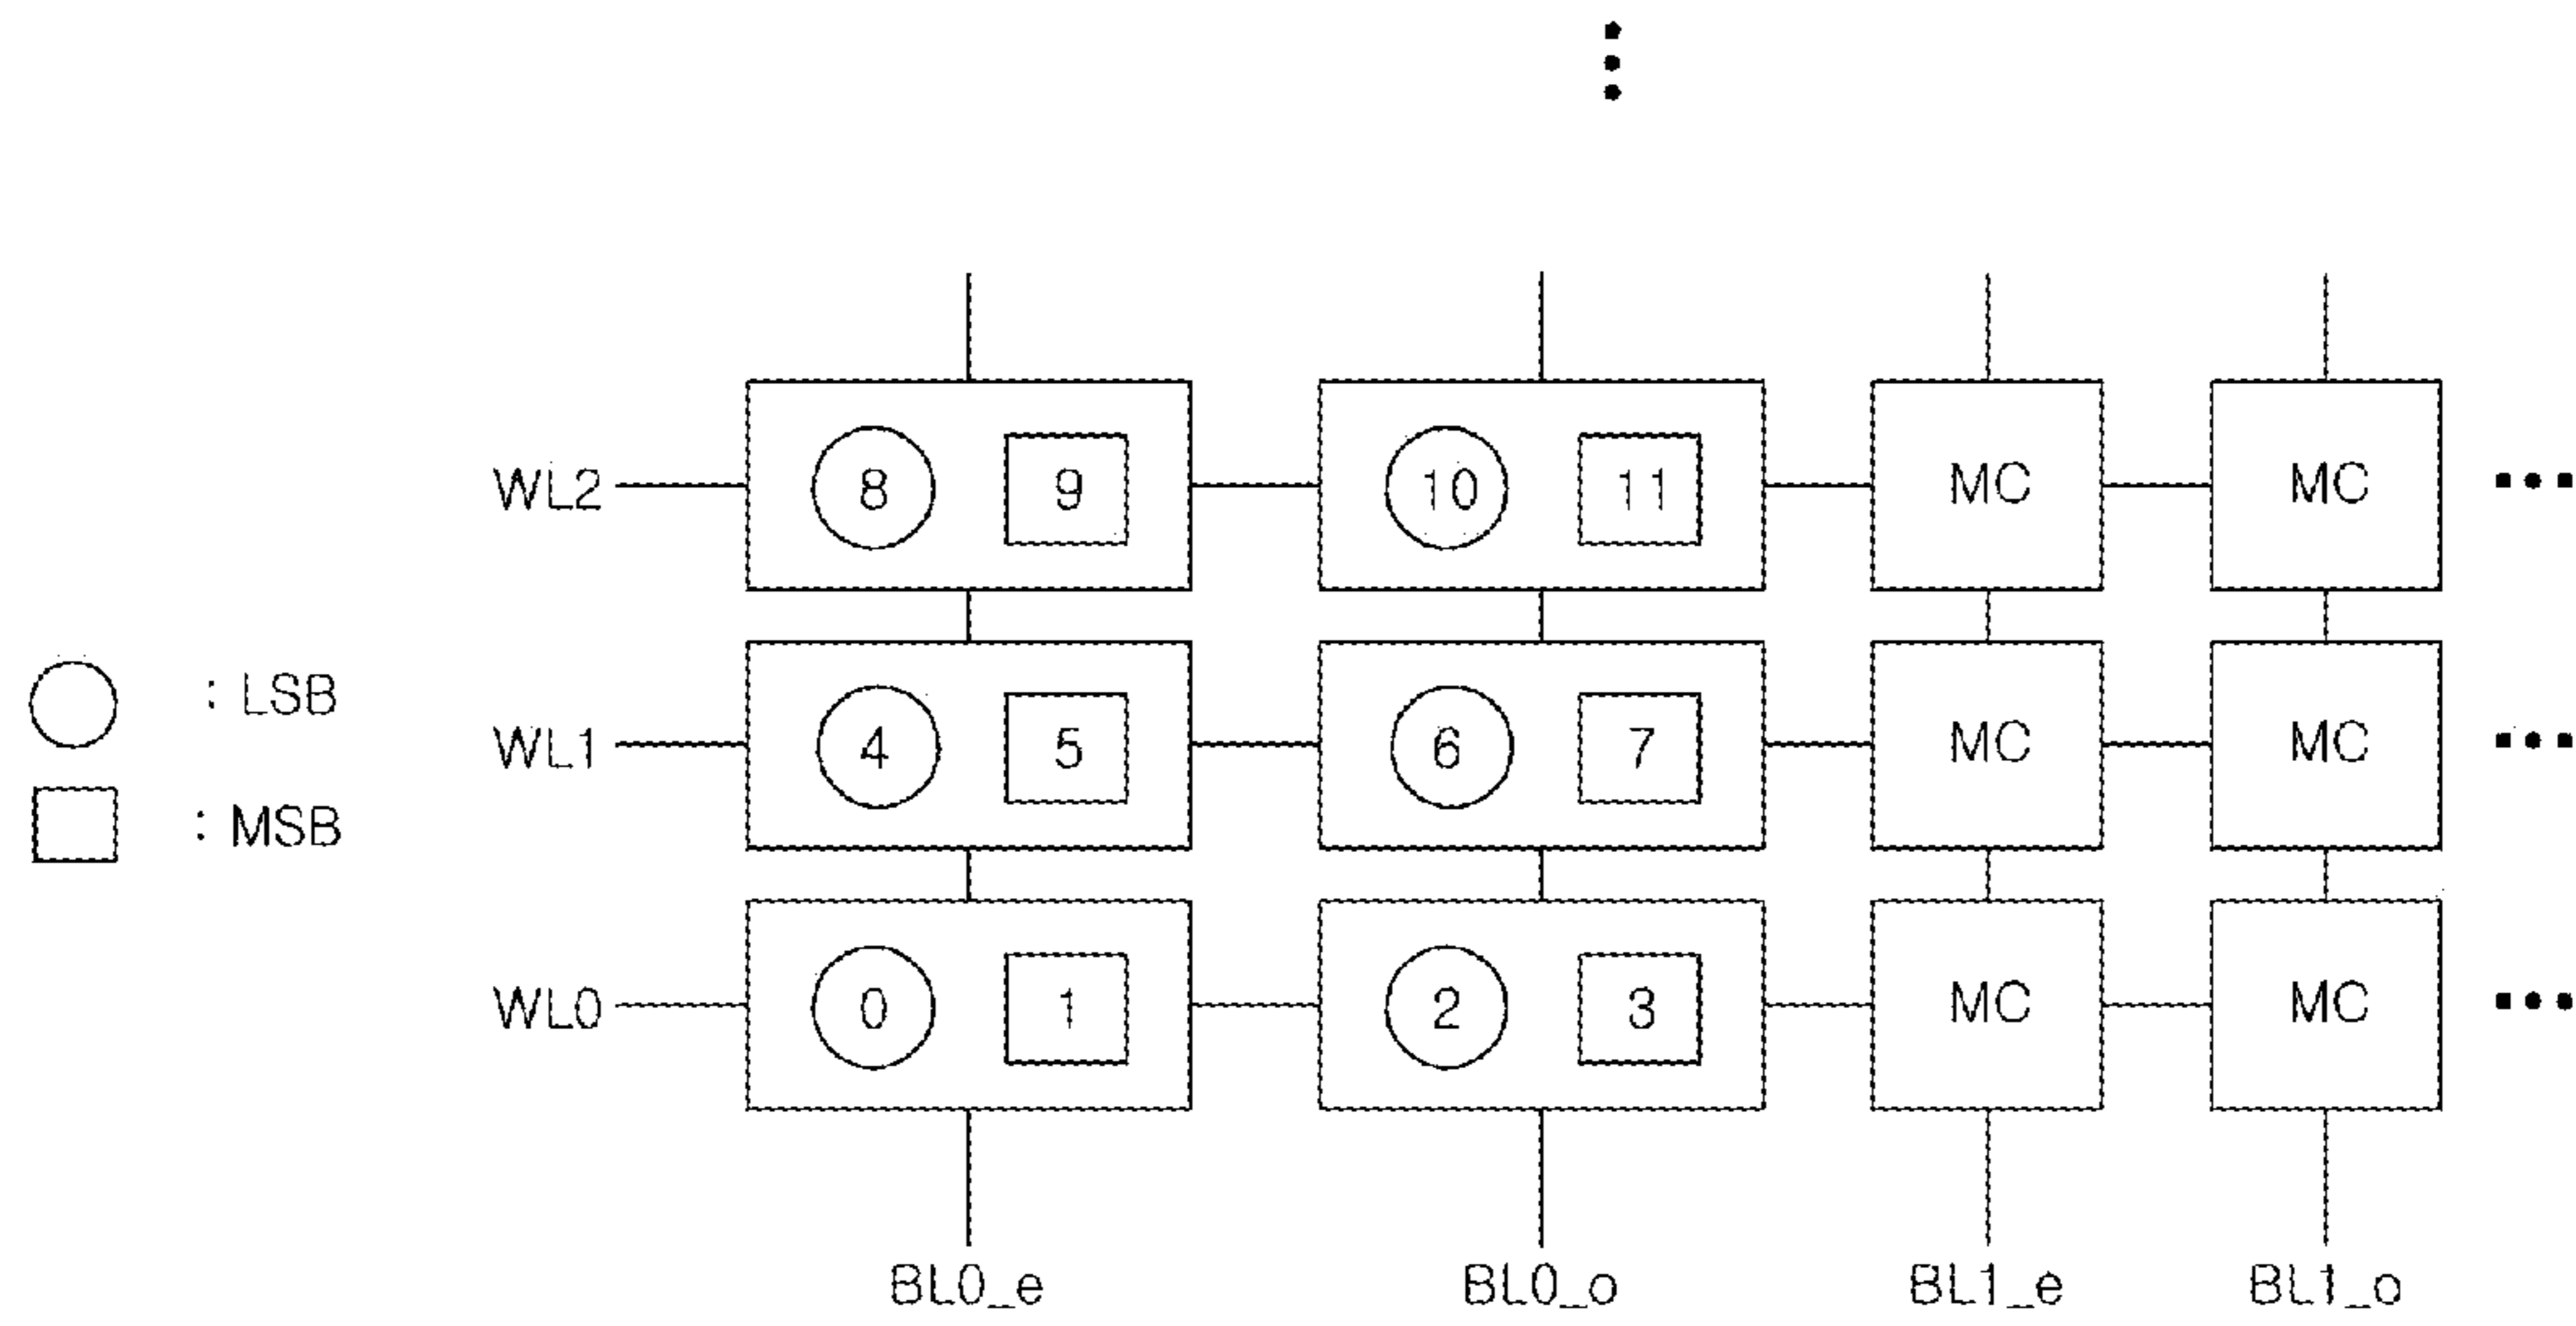 WL2 8 9 10 11 MC MC
: LSB
WL1 4 5 6 7 MC MC
: MSB
WL0 0 1 2 3 MC MC
BL0_e BL0_o BL1_e BL1_o